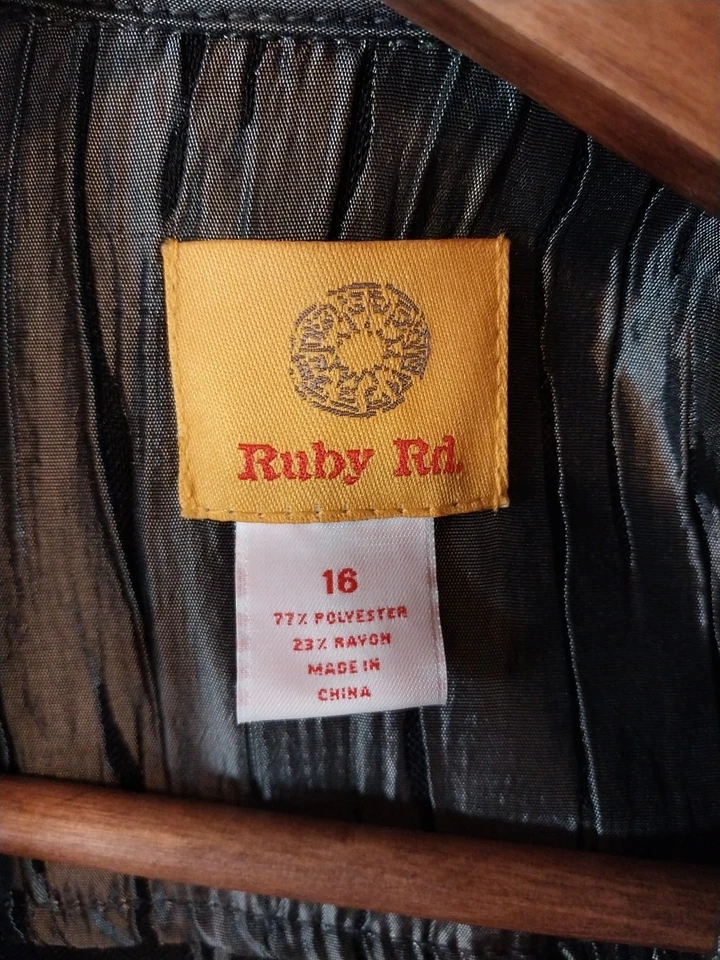 Ruby Rd.
16
77% POLYESTER
23% RAYON
MADE IN
CHINA